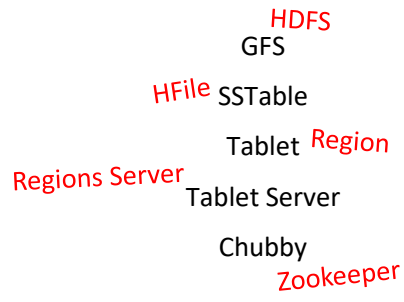 HDFS
GFS
HFile SSTable
Tablet Region
Regions Server
Tablet Server
Chubby
Zookeeper